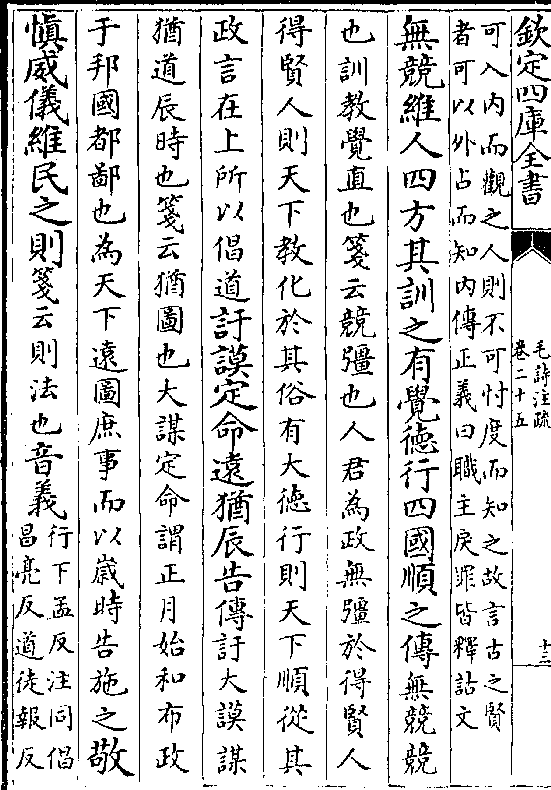 欽定四庫全書
毛詩注疏
卷二十五
十三
可入內而觀之人則不可忖度而知之故言古之賢
者可以外占而知內傳正義曰職主戾罪皆釋詁文
無競維人四方其訓之有覺德行四國順之傳無競競
也訓教覺直也箋云競彊也人君為政無彊於得賢人
得賢人則天下教化於其俗有大德行則天下順從其
政言在上所以倡道訏謨定命遠猶辰告傳訏大謨謀
猶道辰時也箋云猶圖也大謀定命謂正月始和布政
于邦國都鄙也為天下遠圖庶事而以嵗時告施之敬
慎威儀維民之則箋云則法也音義
行下孟反注同倡
昌亮反道徒報反